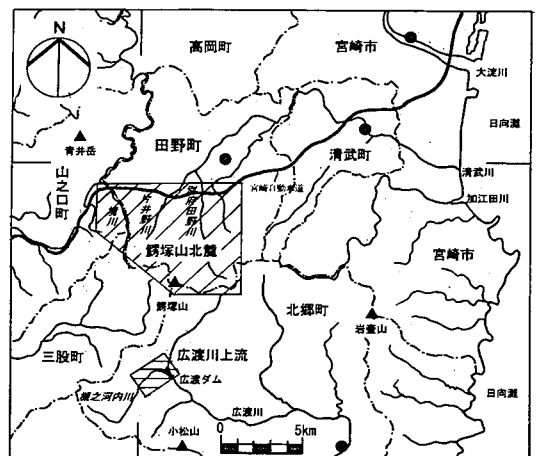 N
高岡町
宮崎市
大淀川
日向灘
青井岳
田野町
清武町
山之口町
清武川
宮崎自動車道
加江田川
境川
片井野川
別府田野川
鰐塚山北麓
宮崎市
鰐塚山
北郷町
岩壷山
三股町
広渡川上流
広渡ダム
日向灘
広渡川
小松山
0 5km